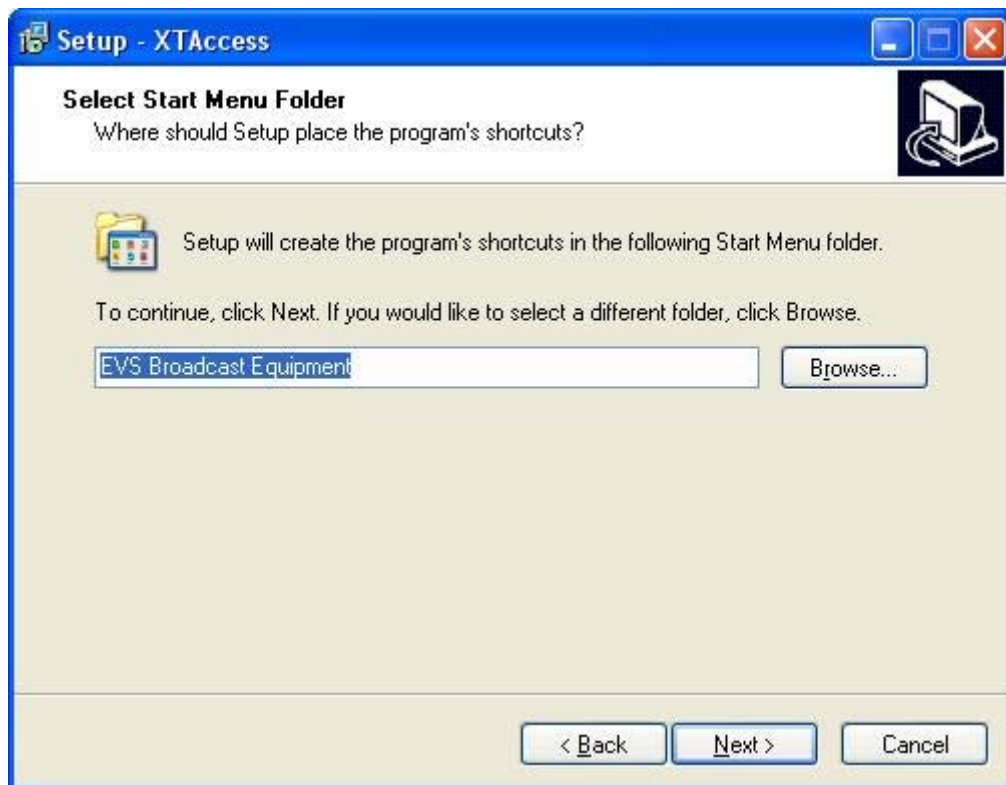 Setup - XTAccess
Select Start Menu Folder
Where should Setup place the program's shortcuts?
Setup will create the program's shortcuts in the following Start Menu folder.
To continue, click Next. If you would like to select a different folder, click Browse.
EVS Broadcast Equipment
Browse...
< Back
Next >
Cancel